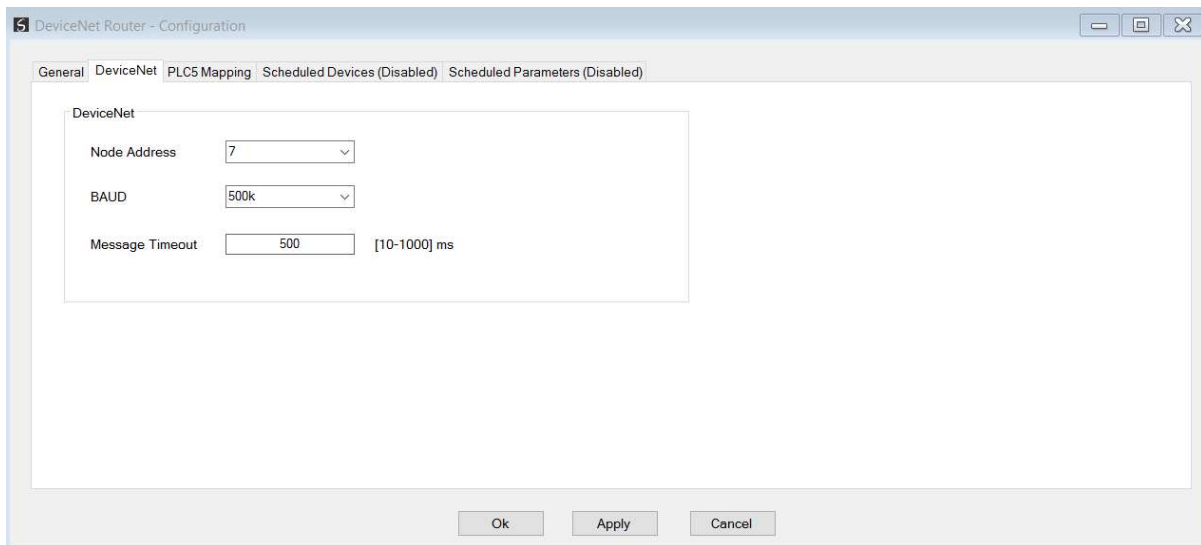 DeviceNet Router - Configuration
General DeviceNet PLC5 Mapping Scheduled Devices (Disabled) Scheduled Parameters (Disabled)
DeviceNet
Node Address 7
BAUD 500k
Message Timeout 500 [10-1000] ms
Ok Apply Cancel